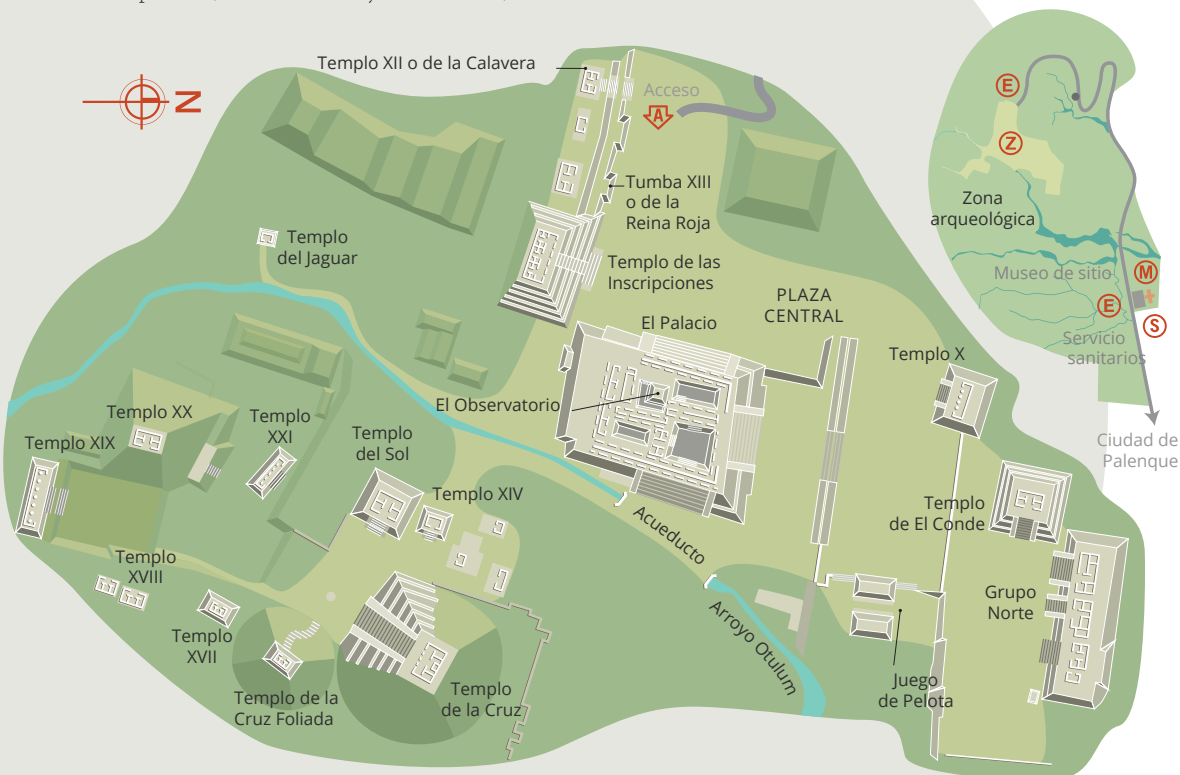 Templo XII o de la Calavera
N
Acceso
A
Tumba XIII
o de la
Reina Roja
Templo
del Jaguar
Templo de las
Inscripciones
PLAZA
CENTRAL
El Palacio
Templo X
El Observatorio
Templo XX
Templo
XXI
Templo XIX
Templo
del Sol
Templo XIV
Templo
de El Conde
Acueducto
Templo
XVIII
Grupo
Norte
Arroyo Otulum
Templo
XVII
Juego
de Pelota
Templo de la
Cruz Foliada
Templo
de la Cruz
E
Z
Zona
arqueológica
Museo de sitio
M
E
S
Servicio
sanitarios
Ciudad de
Palenque